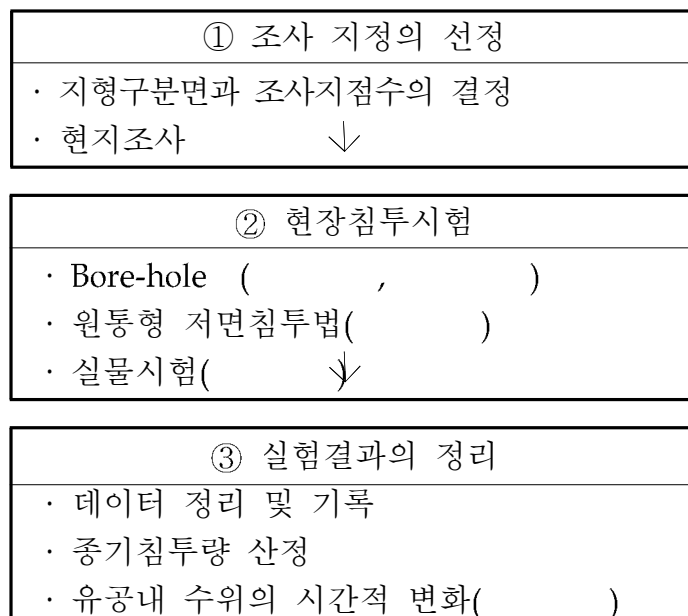 ① 조사 지정의 선정
· 지형구분면과 조사지점수의 결정
· 현지조사
② 현장침투시험
· Bore-hole ( , )
· 원통형 저면침투법( )
· 실물시험( )
③ 실험결과의 정리
· 데이터 정리 및 기록
· 종기침투량 산정
· 유공내 수위의 시간적 변화( )